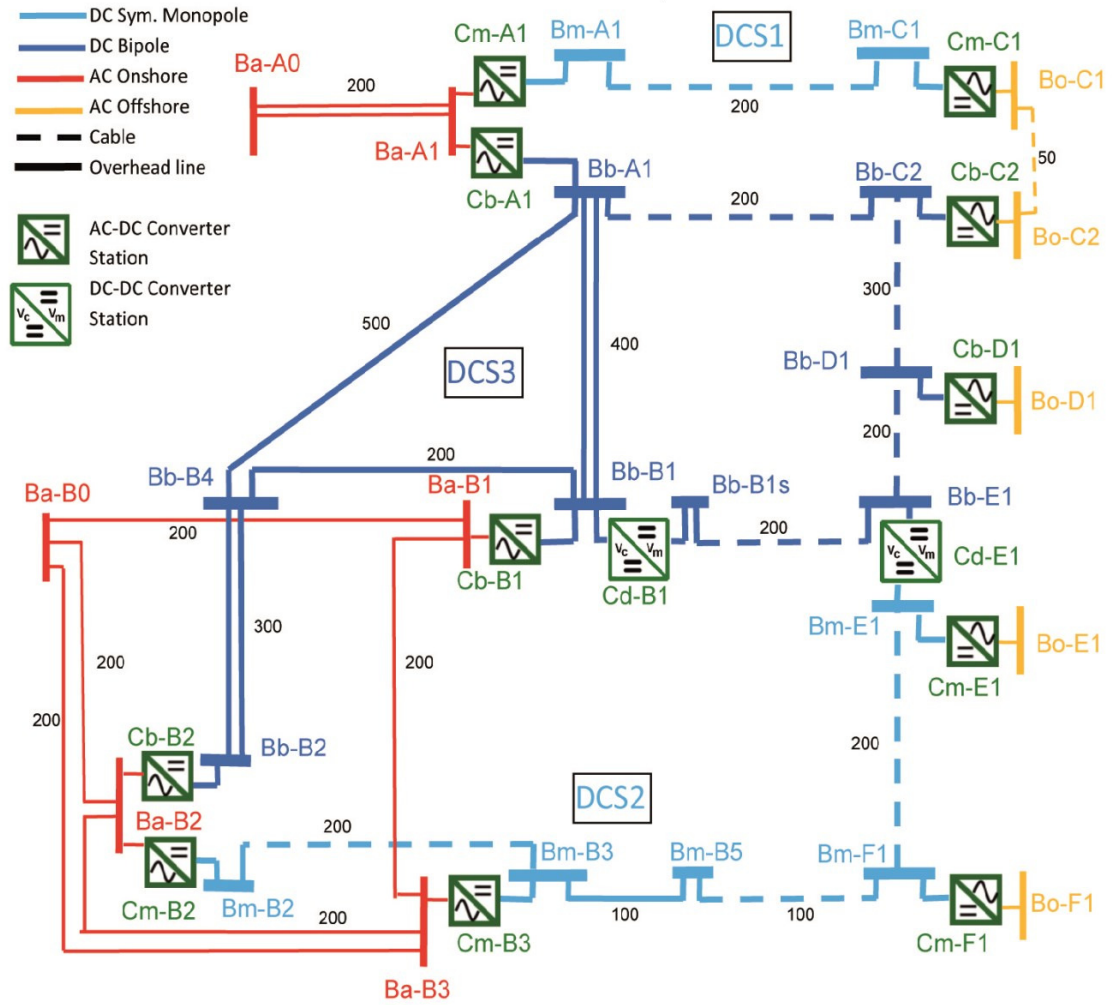 DC Sym. Monopole
DC Bipole
AC Onshore
AC Offshore
Cable
Overhead line
AC-DC Converter
Station
DC-DC Converter
Station
Vc
Vm
Cm-A1
Bm-A1
DCS1
Bm-C1
Cm-C1
Ba-A0
200
Bo-C1
200
Ba-A1
50
Cb-A1
Bb-A1
Bb-C2
Cb-C2
200
Bo-C2
300
500
400
DCS3
Bb-D1
Cb-D1
Bo-D1
200
200
Bb-B4
Ba-B0
Ba-B1
Bb-B1
Bb-B1s
Bb-E1
200
200
Vc
Vm
Vc
Vm
Cd-E1
Cb-B1
Cd-B1
300
Bm-E1
Bo-E1
200
200
Cm-E1
200
Cb-B2
Bb-B2
200
DCS2
Ba-B2
200
Bm-B3
Bm-B5
Bm-F1
Cm-B2
Bm-B2
200
100
100
Bo-F1
Cm-B3
Cm-F1
Ba-B3